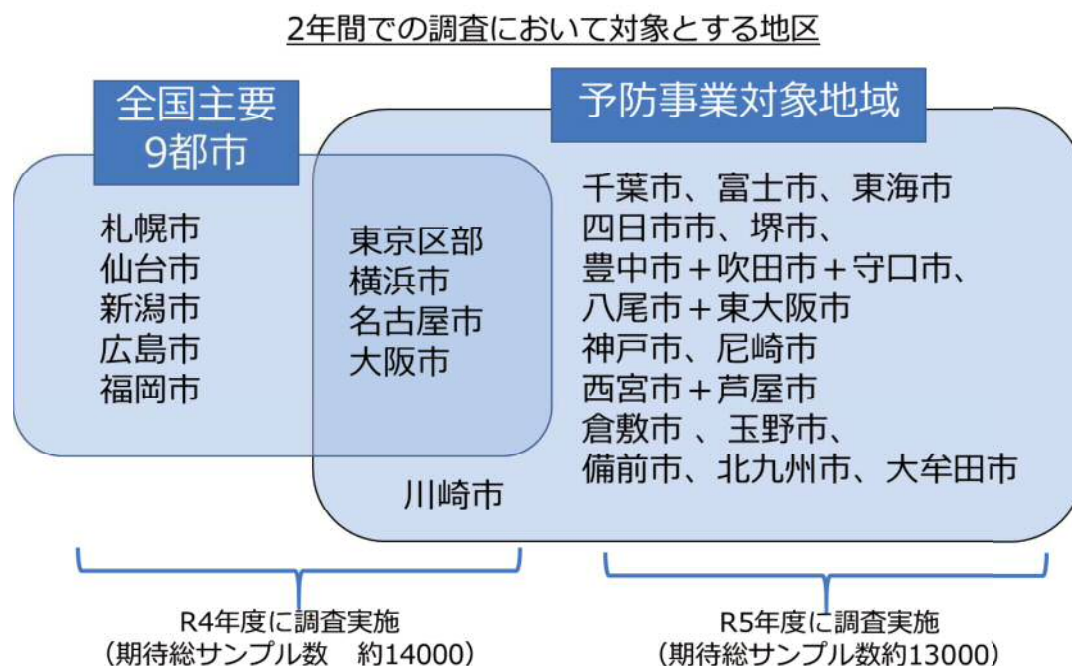 2年間での調査において対象とする地区
全国主要
9都市
予防事業対象地域
札幌市
仙台市
新潟市
広島市
福岡市
東京区部
横浜市
名古屋市
大阪市
千葉市、富士市、東海市
四日市市、堺市、
豊中市＋吹田市＋守口市、
八尾市＋東大阪市
神戸市、尼崎市
西宮市＋芦屋市
倉敷市 、玉野市、
備前市、北九州市、大牟田市
川崎市
R4年度に調査実施
（期待総サンプル数　約14000）
R5年度に調査実施
（期待総サンプル数約13000）